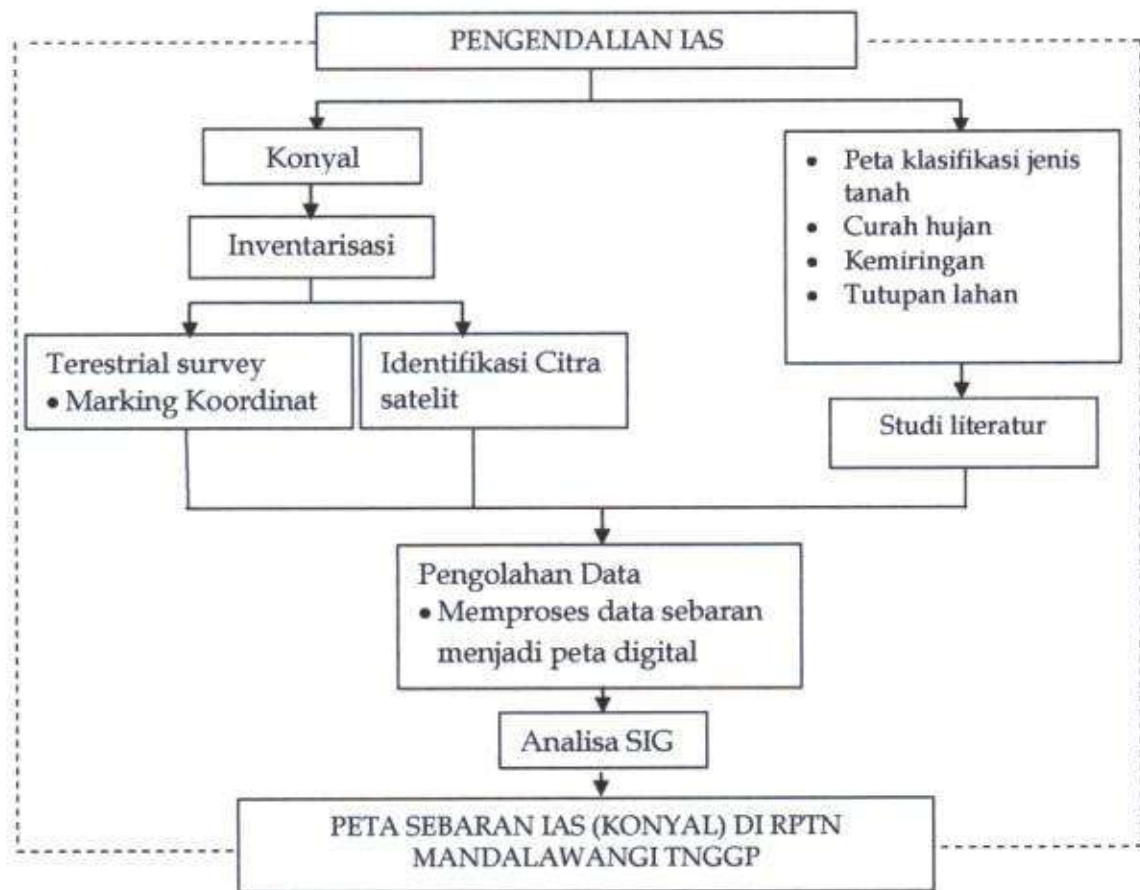 PENGENDALIAN IAS
Konyal
Inventarisasi
• Peta klasifikasi jenis
tanah
• Curah hujan
• Kemiringan
• Tutupan lahan
Terestrial survey
• Marking Koordinat
Identifikasi Citra
satelit
Studi literatur
Pengolahan Data
• Memproses data sebaran
menjadi peta digital
Analisa SIG
PETA SEBARAN IAS (KONYAL) DI RPTN
MANDALAWANGI TNGGP